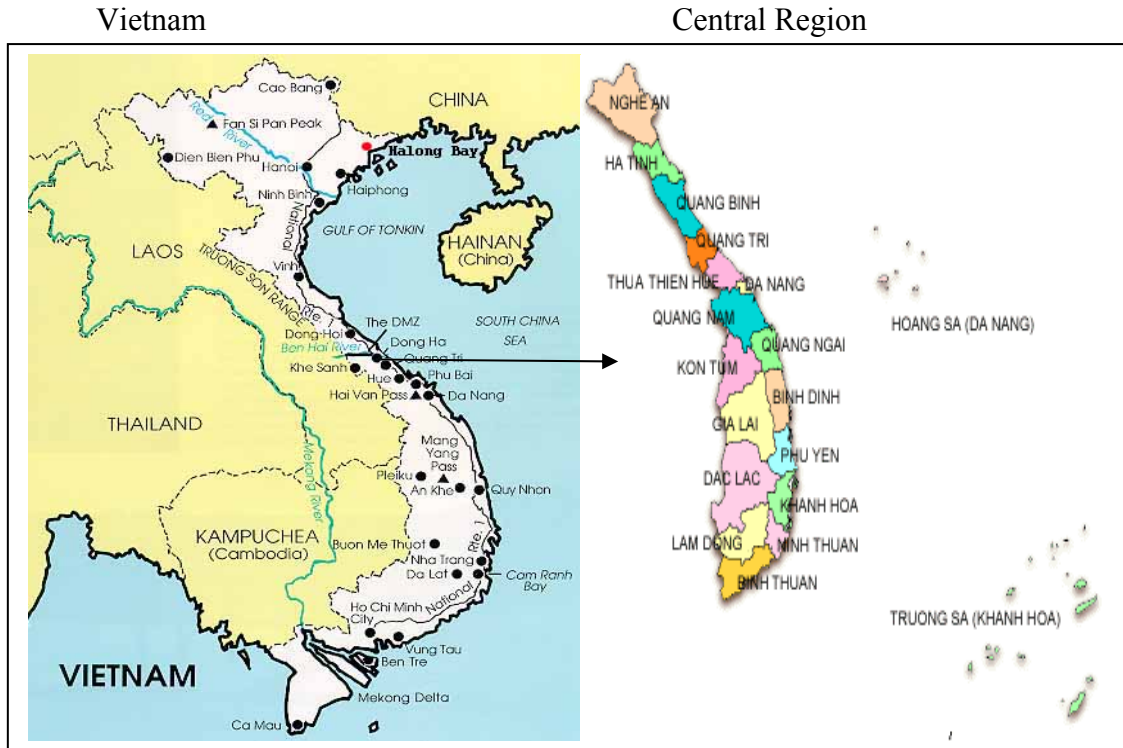 Vietnam
Central Region
Cao Bang
CHINA
Red River
Fan Si Pan Peak
Halong Bay
Dien Bien Phu
Hanoi
Haiphong
Ninh Binh
National
GULF OF TONKIN
HAINAN
(China)
LAOS
TRUONG SON RANGE
Vinh
Rte. 1
The DMZ
SOUTH CHINA
SEA
Dong-Hoi
Dong Ha
Ben Hai River
Quang Tri
Khe Sanh
Phu Bai
Hue
Hai Van Pass
Da Nang
THAILAND
Mang
Yang
Pass
Mekong River
Pleiku
An Khe
Quy Nhon
KAMPUCHEA
(Cambodia)
Buon Me Thuot
Rte. 1
Nha Trang
Da Lat
Cam Ranh
Bay
National
Ho Chi Minh
City
Vung Tau
Ben Tre
VIETNAM
Mekong Delta
Ca Mau
NGHE AN
HA TINH
QUANG BINH
QUANG TRI
THUA THIEN HUE
DA NANG
QUANG NAM
HOANG SA (DA NANG)
QUANG NGAI
KON TUM
BINH DINH
GIA LAI
PHU YEN
DAC LAC
KHANH HOA
LAM DONG
NINH THUAN
BINH THUAN
TRUONG SA (KHANH HOA)